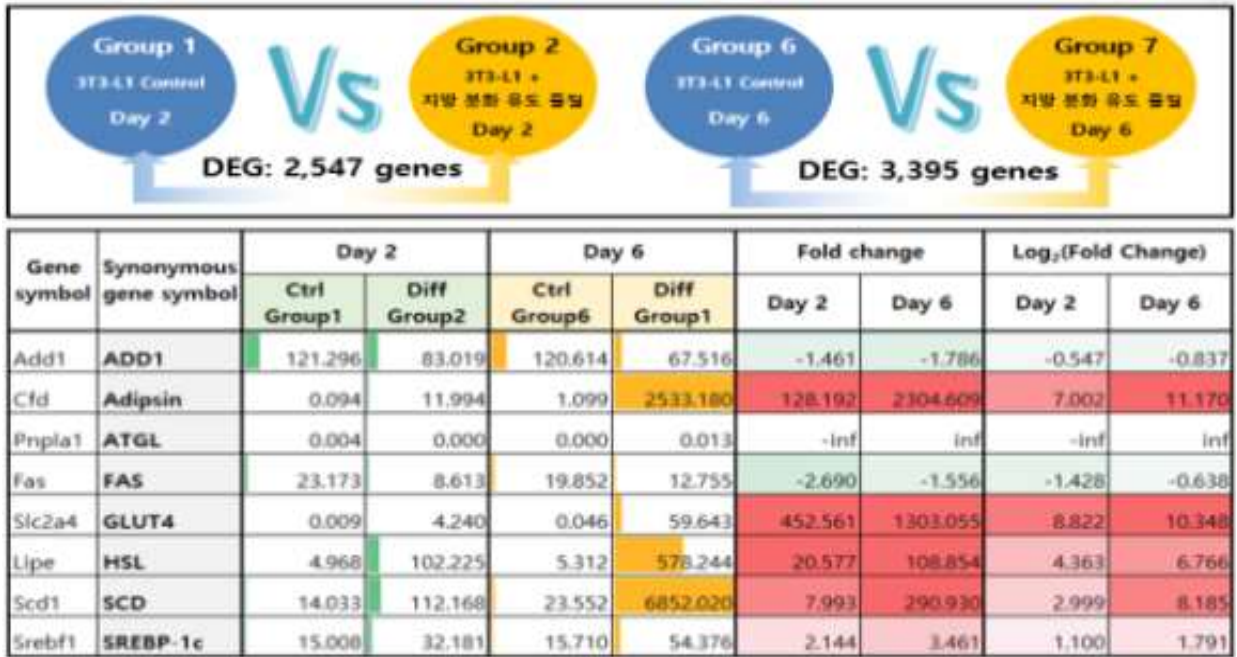 Group 1
3T3-L1 Control
Day 2
Vs
Group 2
3T3-L1 +
지방 분화 유도 물질
Day 2
DEG: 2,547 genes
Group 6
3T3-L1 Control
Day 6
Vs
Group 7
3T3-L1 +
지방 분화 유도 물질
Day 6
DEG: 3,395 genes
Gene symbol Synonymous gene symbol Day 2 Day 6 Fold change Log₂(Fold Change)
Ctrl Group1 Diff Group2 Ctrl Group6 Diff Group1 Day 2 Day 6 Day 2 Day 6
Add1 ADD1 121.296 83.019 120.614 67.516 -1.461 -1.786 -0.547 -0.837
Cfd Adipsin 0.094 11.994 1.099 2533.180 128.192 2304.609 7.002 11.170
Pnpla1 ATGL 0.004 0.000 0.000 0.013 -inf inf -inf inf
Fas FAS 23.173 8.613 19.852 12.755 -2.690 -1.556 -1.428 -0.638
Slc2a4 GLUT4 0.009 4.240 0.046 59.643 452.561 1303.055 8.822 10.348
Lipe HSL 4.968 102.225 5.312 578.244 20.577 108.854 4.363 6.766
Scd1 SCD 14.033 112.168 23.552 6852.020 7.993 290.930 2.999 8.185
Srebf1 SREBP-1c 15.008 32.181 15.710 54.376 2.144 3.461 1.100 1.791